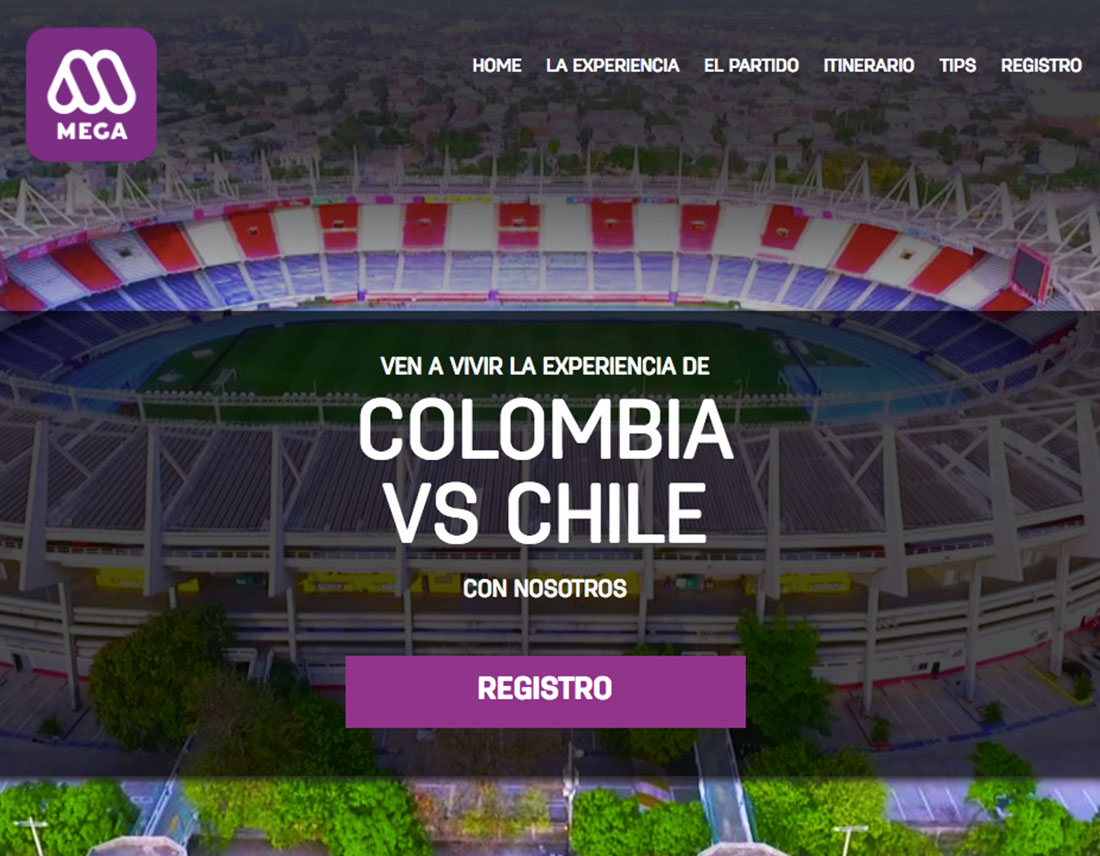 MEGA
HOME LA EXPERIENCIA EL PARTIDO ITINERARIO TIPS REGISTRO
VEN A VIVIR LA EXPERIENCIA DE
COLOMBIA
VS CHILE
CON NOSOTROS
REGISTRO